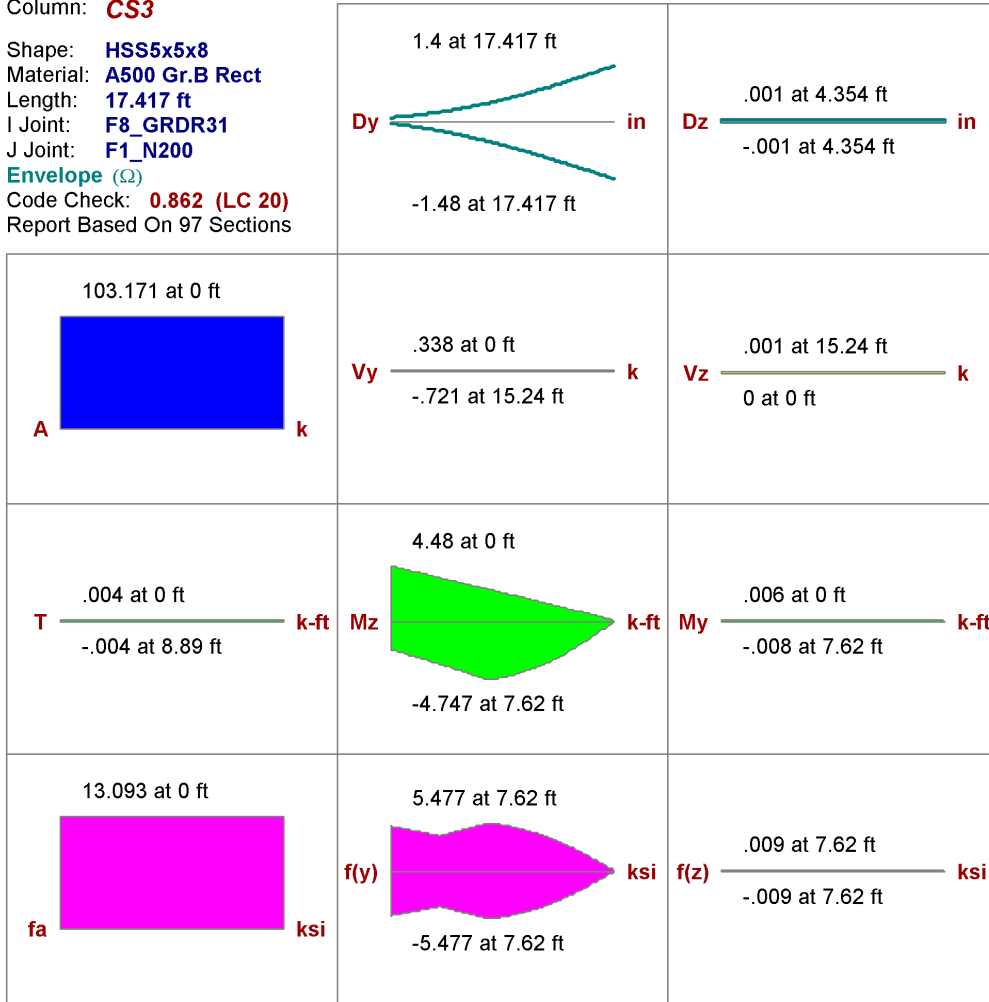 Column: CS3
Shape: HSS5x5x8
Material: A500 Gr.B Rect
Length: 17.417 ft
I Joint: F8_GRDR31
J Joint: F1_N200
Envelope (Ω)
Code Check: 0.862 (LC 20)
Report Based On 97 Sections
1.4 at 17.417 ft
Dy in
-1.48 at 17.417 ft
.001 at 4.354 ft
Dz in
-.001 at 4.354 ft
103.171 at 0 ft
A k
.338 at 0 ft
Vy k
-.721 at 15.24 ft
.001 at 15.24 ft
Vz k
0 at 0 ft
.004 at 0 ft
T k-ft
-.004 at 8.89 ft
4.48 at 0 ft
Mz k-ft
-4.747 at 7.62 ft
.006 at 0 ft
My k-ft
-.008 at 7.62 ft
13.093 at 0 ft
fa ksi
5.477 at 7.62 ft
f(y) ksi
-5.477 at 7.62 ft
.009 at 7.62 ft
f(z) ksi
-.009 at 7.62 ft